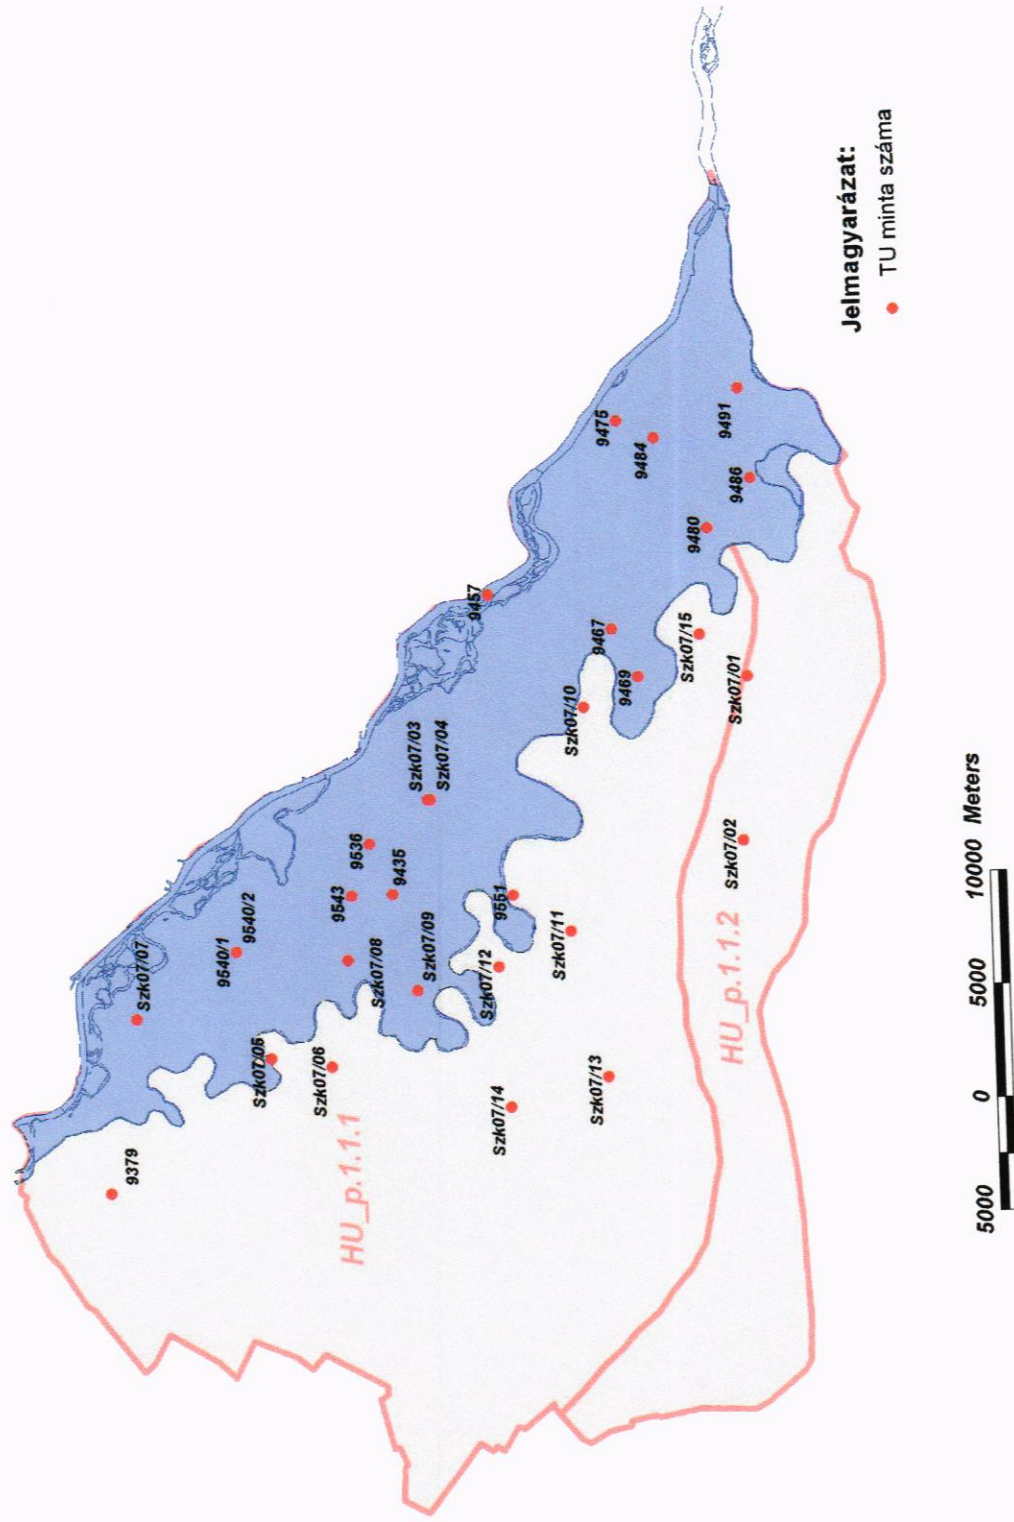 9379
Szk07/07
9540/1
9540/2
Szk07/05
Szk07/06
9543
Szk07/08
9536
9435
Szk07/09
Szk07/03
Szk07/04
9457
Szk07/12
9551
Szk07/14
Szk07/11
Szk07/13
Szk07/10
9467
9469
9475
9484
Szk07/15
9480
9486
9491
Szk07/01
Szk07/02
HU_p.1.1.1
HU_p.1.1.2
Jelmagyarázat:
TU minta száma
5000 0 5000 10000 Meters